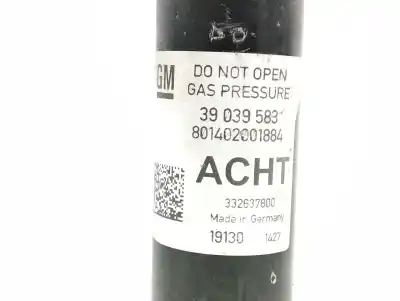 GM
DO NOT OPEN
GAS PRESSURE
39 039 583
801402001884
ACHT
332637800
Made in Germany
19130 1427